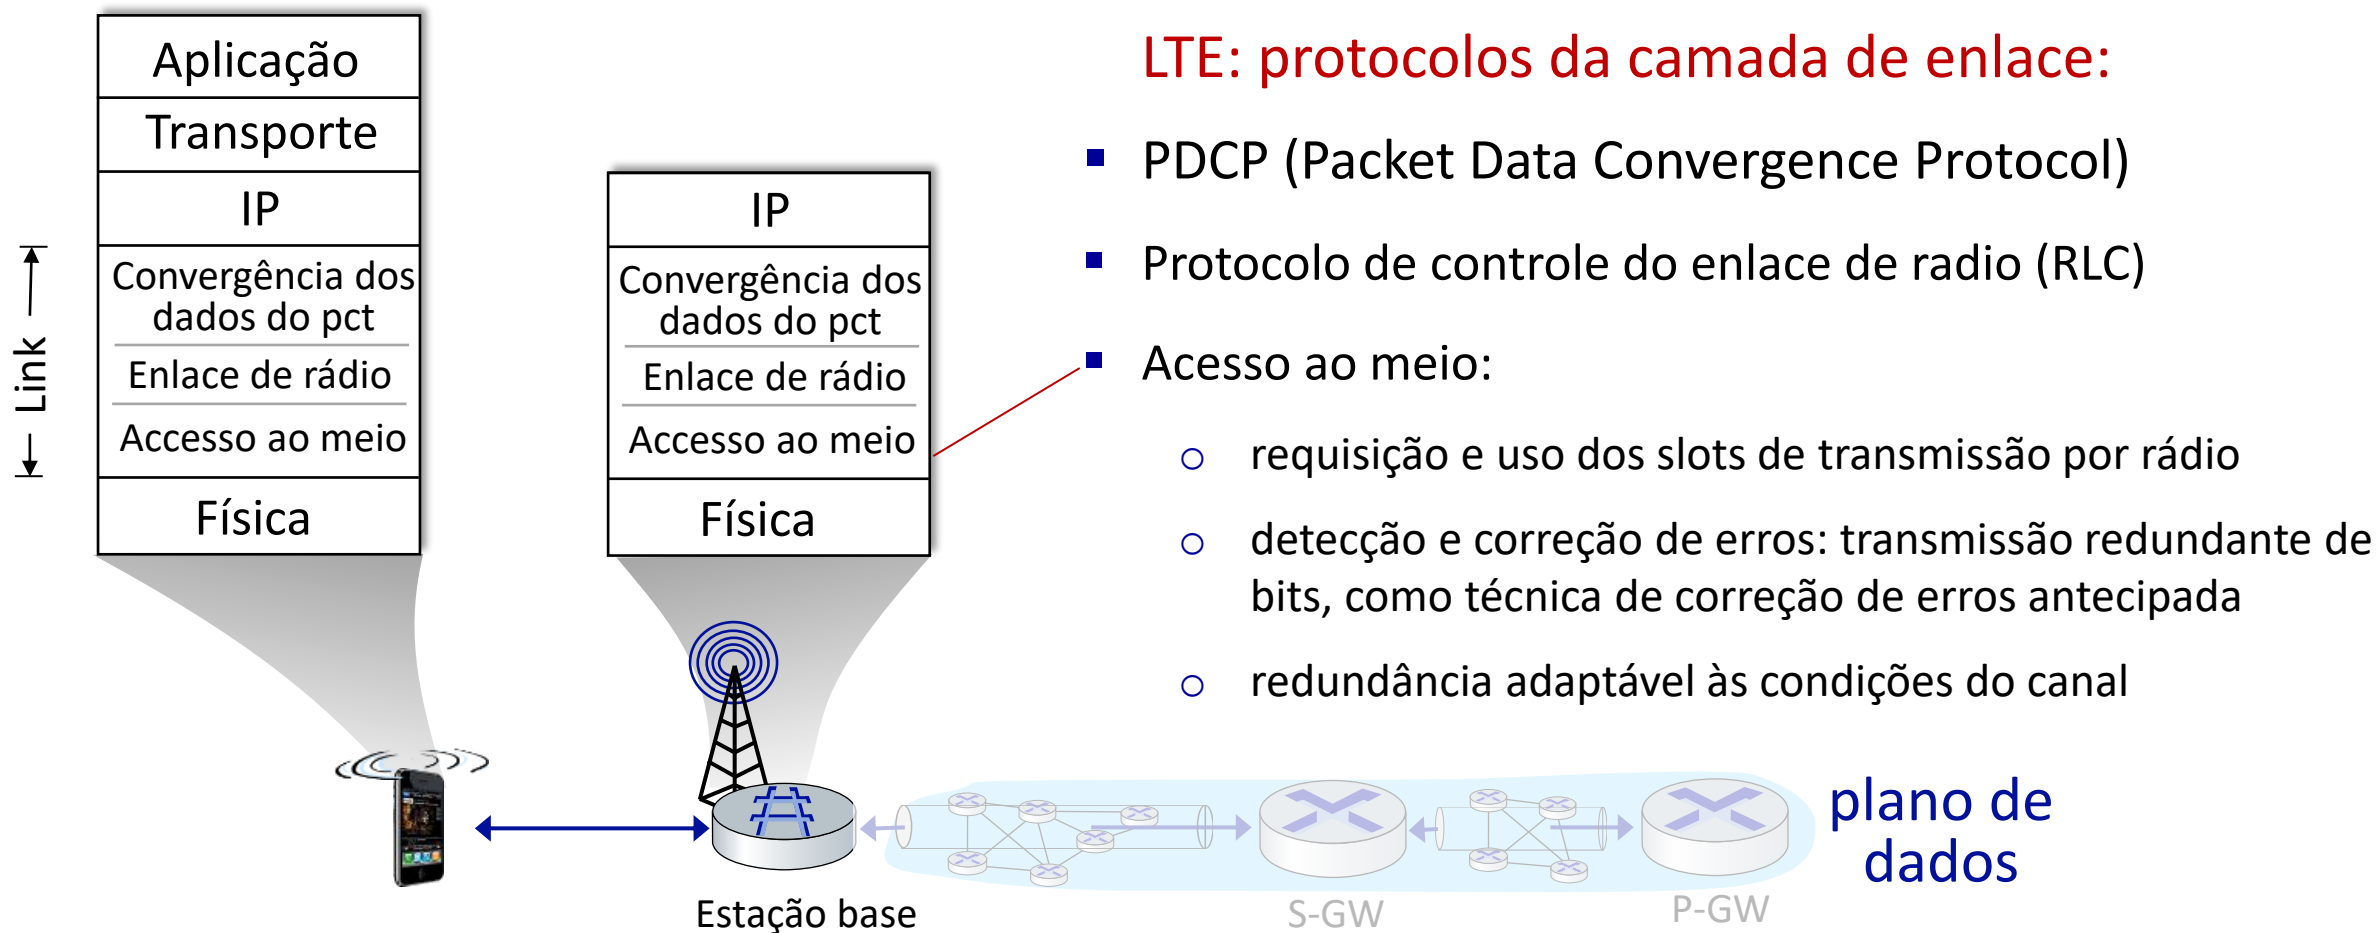 Aplicação
Transporte
IP
Convergência dos
dados do pct
Enlace de rádio
Accesso ao meio
Física
Link
IP
Convergência dos
dados do pct
Enlace de rádio
Accesso ao meio
Física
LTE: protocolos da camada de enlace:
PDCP (Packet Data Convergence Protocol)
Protocolo de controle do enlace de radio (RLC)
Acesso ao meio:
requisição e uso dos slots de transmissão por rádio
detecção e correção de erros: transmissão redundante de
bits, como técnica de correção de erros antecipada
redundância adaptável às condições do canal
Estação base
S-GW
P-GW
plano de
dados